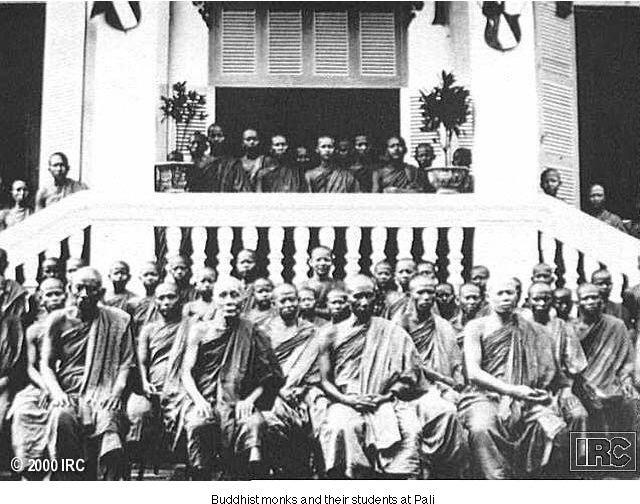 © 2000 IRC
IRC
Buddhist monks and their students at Pali